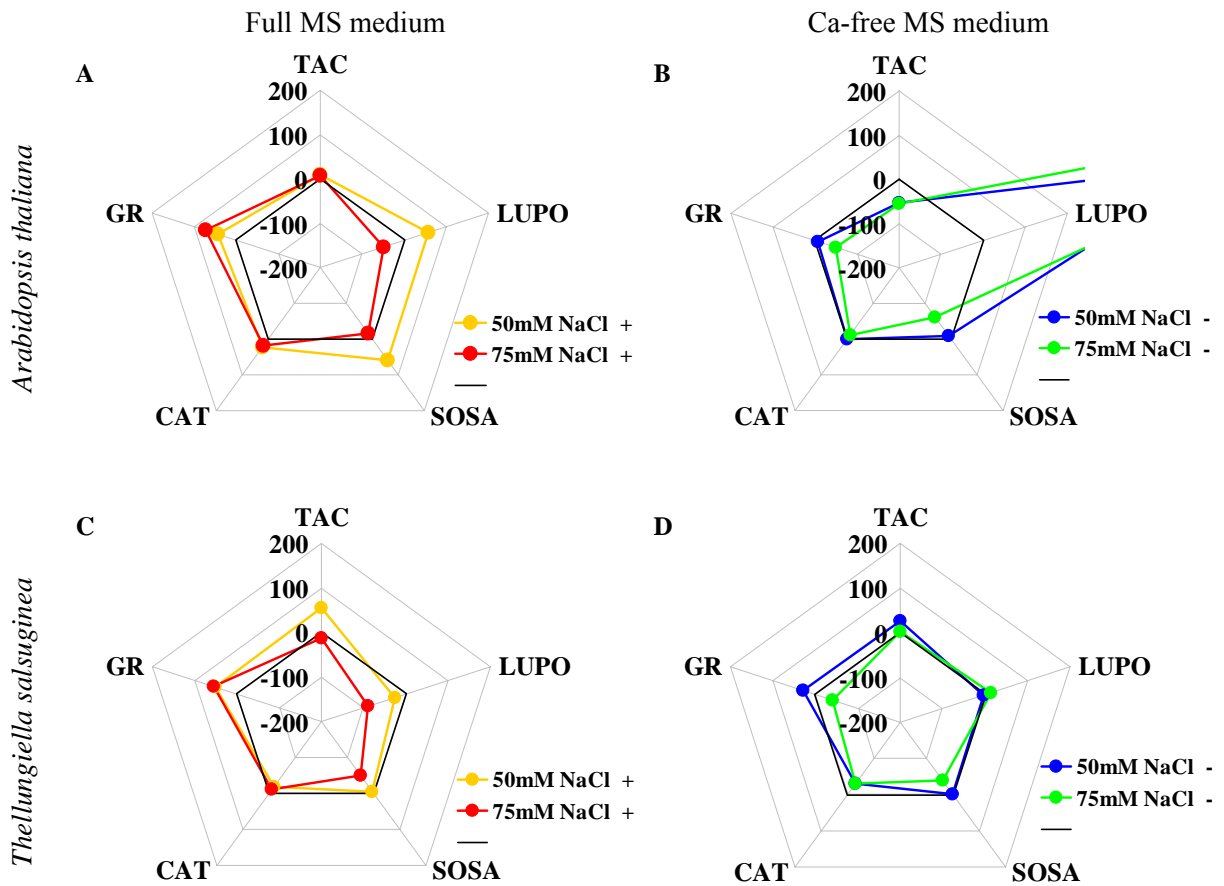 Full MS medium
Ca-free MS medium
Arabidopsis thaliana
A
TAC
200
100
0
-100
-200
GR
LUPO
CAT
SOSA
50mM NaCl +
75mM NaCl +
B
TAC
200
100
0
-100
-200
GR
LUPO
CAT
SOSA
50mM NaCl -
75mM NaCl -
Thellungiella salsuginea
C
TAC
200
100
0
-100
-200
GR
LUPO
CAT
SOSA
50mM NaCl +
75mM NaCl +
D
TAC
200
100
0
-100
-200
GR
LUPO
CAT
SOSA
50mM NaCl -
75mM NaCl -